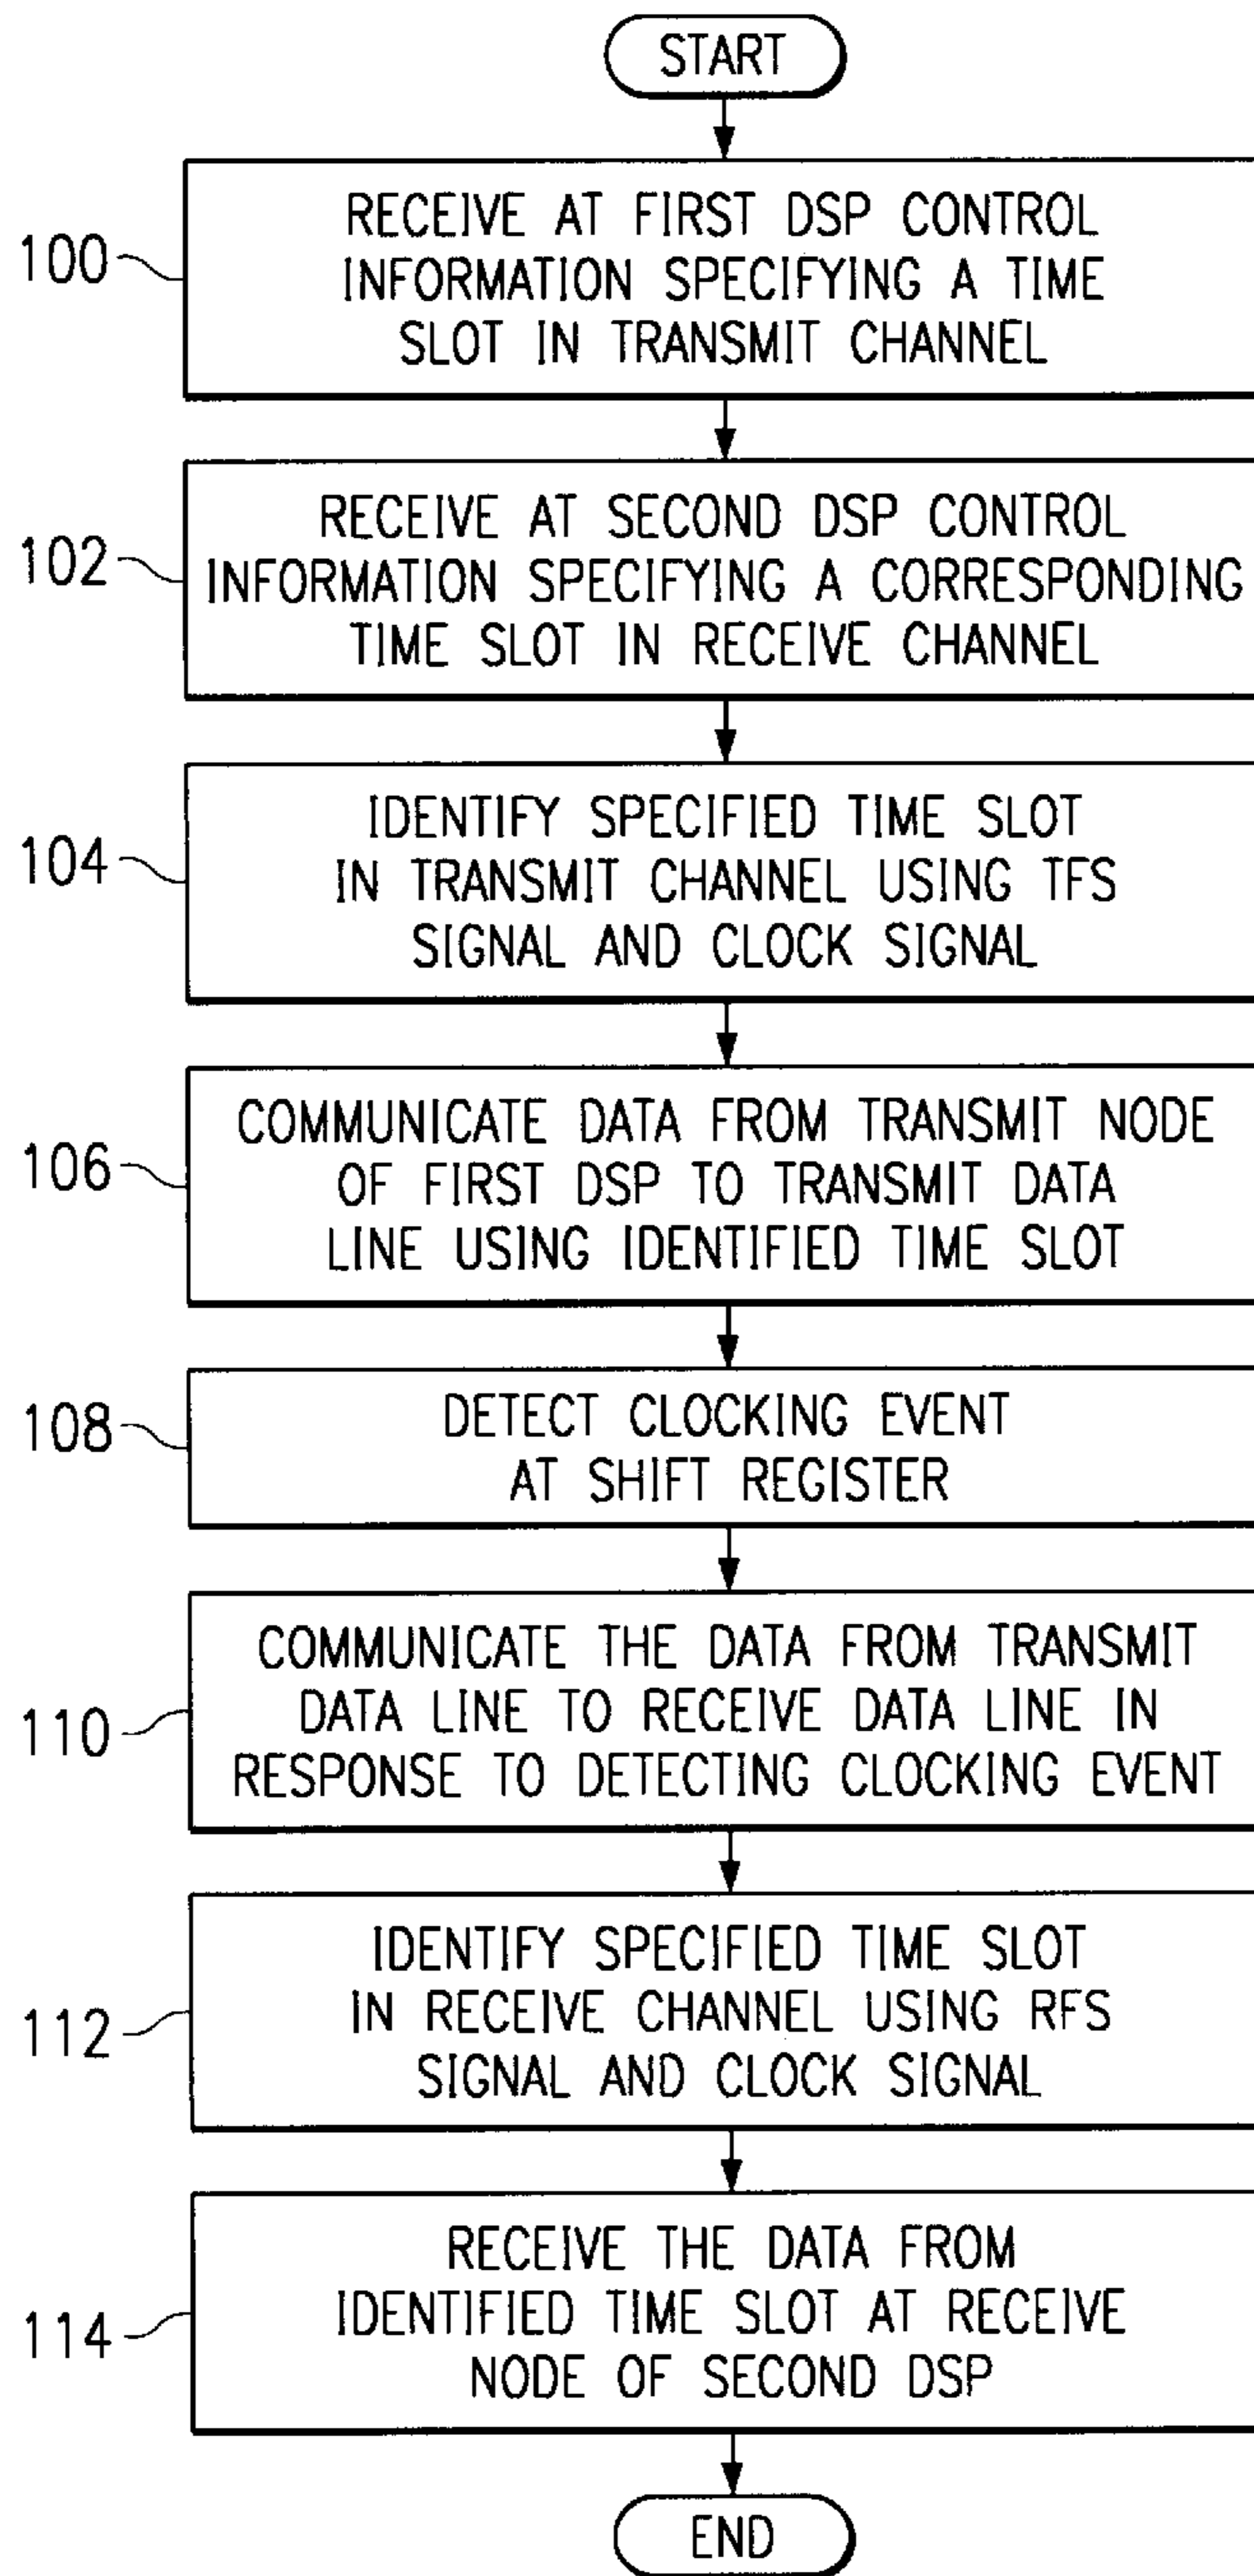 START
100
RECEIVE AT FIRST DSP CONTROL
INFORMATION SPECIFYING A TIME
SLOT IN TRANSMIT CHANNEL
102
RECEIVE AT SECOND DSP CONTROL
INFORMATION SPECIFYING A CORRESPONDING
TIME SLOT IN RECEIVE CHANNEL
104
IDENTIFY SPECIFIED TIME SLOT
IN TRANSMIT CHANNEL USING TFS
SIGNAL AND CLOCK SIGNAL
106
COMMUNICATE DATA FROM TRANSMIT NODE
OF FIRST DSP TO TRANSMIT DATA
LINE USING IDENTIFIED TIME SLOT
108
DETECT CLOCKING EVENT
AT SHIFT REGISTER
110
COMMUNICATE THE DATA FROM TRANSMIT
DATA LINE TO RECEIVE DATA LINE IN
RESPONSE TO DETECTING CLOCKING EVENT
112
IDENTIFY SPECIFIED TIME SLOT
IN RECEIVE CHANNEL USING RFS
SIGNAL AND CLOCK SIGNAL
114
RECEIVE THE DATA FROM
IDENTIFIED TIME SLOT AT RECEIVE
NODE OF SECOND DSP
END